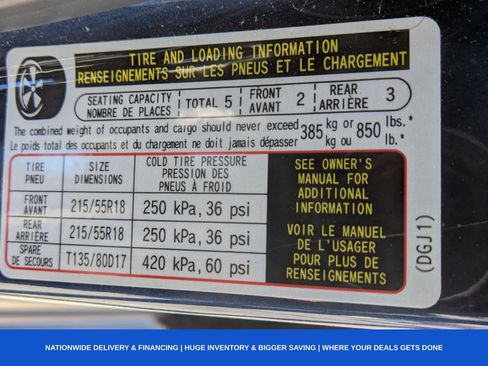 TIRE AND LOADING INFORMATION
RENSEIGNEMENTS SUR LES PNEUS ET LE CHARGEMENT
SEATING CAPACITY
NOMBRE DE PLACES
TOTAL 5
FRONT
AVANT
2
REAR
ARRIÈRE
3
The combined weight of occupants and cargo should never exceed 385 kg or 850 lbs.*
Le poids total des occupants et du chargement ne doit jamais dépasser kg ou lb.*
TIRE
PNEU
SIZE
DIMENSIONS
COLD TIRE PRESSURE
PRESSION DES
PNEUS À FROID
FRONT
AVANT
215/55R18
250 kPa, 36 psi
REAR
ARRIÈRE
215/55R18
250 kPa, 36 psi
SPARE
DE SECOURS
T135/80D17
420 kPa, 60 psi
SEE OWNER'S
MANUAL FOR
ADDITIONAL
INFORMATION
VOIR LE MANUEL
DE L'USAGER
POUR PLUS DE
RENSEIGNEMENTS
(DGJ1)
NATIONWIDE DELIVERY & FINANCING | HUGE INVENTORY & BIGGER SAVING | WHERE YOUR DEALS GETS DONE